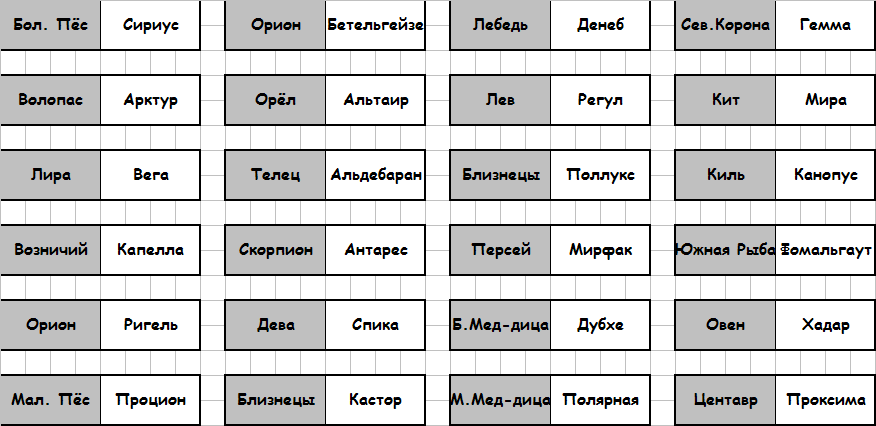 Бол. Пёс Сириус Орион Бетельгейзе Лебедь Денеб Сев.Корона Гемма
Волопас Арктур Орёл Альтаир Лев Регул Кит Мира
Лира Вега Телец Альдебаран Близнецы Поллукс Киль Канопус
Возничий Капелла Скорпион Антарес Персей Мирфак Южная Рыба Фомальгаут
Орион Ригель Дева Спика Б.Мед-дица Дубхе Овен Хадар
Мал. Пёс Процион Близнецы Кастор М.Мед-дица Полярная Центавр Проксима